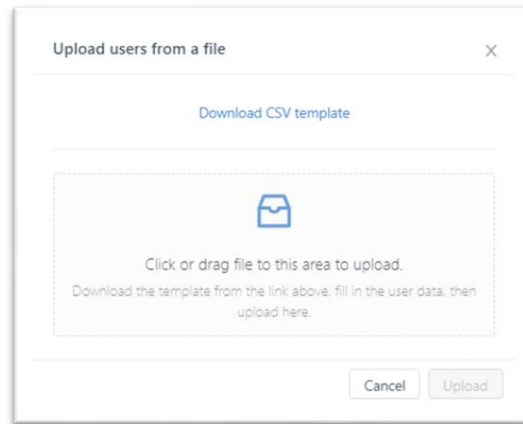 Upload users from a file
Download CSV template
Click or drag file to this area to upload.
Download the template from the link above, fill in the user data, then
upload here.
Cancel
Upload